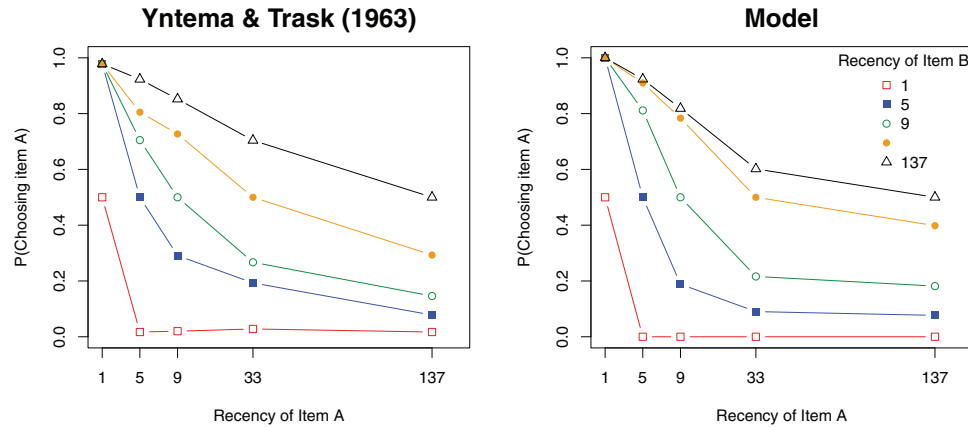 Yntema & Trask (1963)
P(Choosing item A)
1.0
0.8
0.6
0.4
0.2
0.0
1 5 9 33 137
Recency of Item A
Model
P(Choosing item A)
1.0
0.8
0.6
0.4
0.2
0.0
Recency of Item B
1
5
9
137
1 5 9 33 137
Recency of Item A